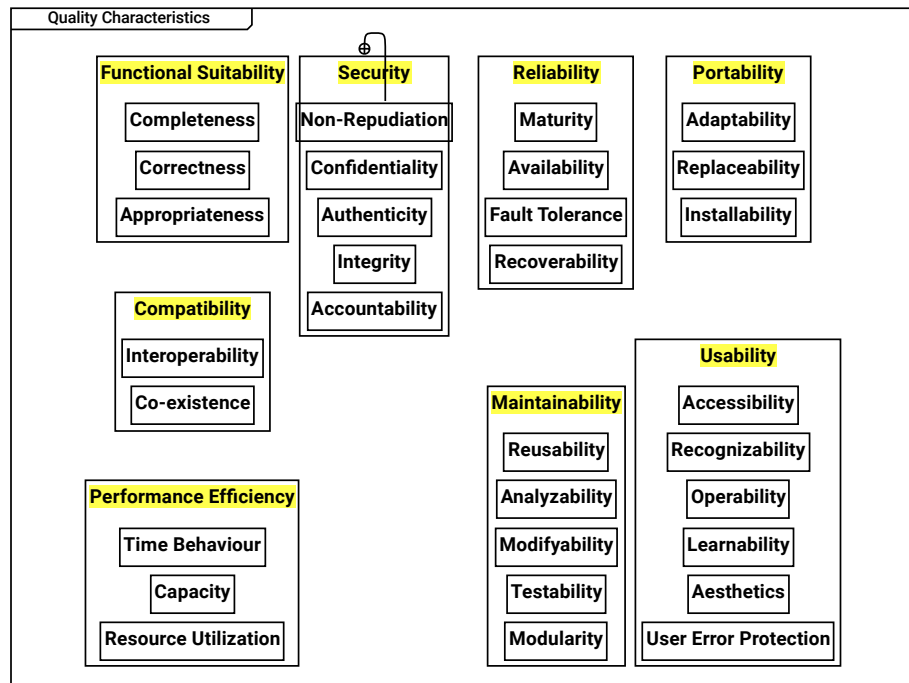 Quality Characteristics
Functional Suitability
Completeness
Correctness
Appropriateness
Security
Non-Repudiation
Confidentiality
Authenticity
Integrity
Accountability
Reliability
Maturity
Availability
Fault Tolerance
Recoverability
Portability
Adaptability
Replaceability
Installability
Compatibility
Interoperability
Co-existence
Performance Efficiency
Time Behaviour
Capacity
Resource Utilization
Maintainability
Reusability
Analyzability
Modifyability
Testability
Modularity
Usability
Accessibility
Recognizability
Operability
Learnability
Aesthetics
User Error Protection